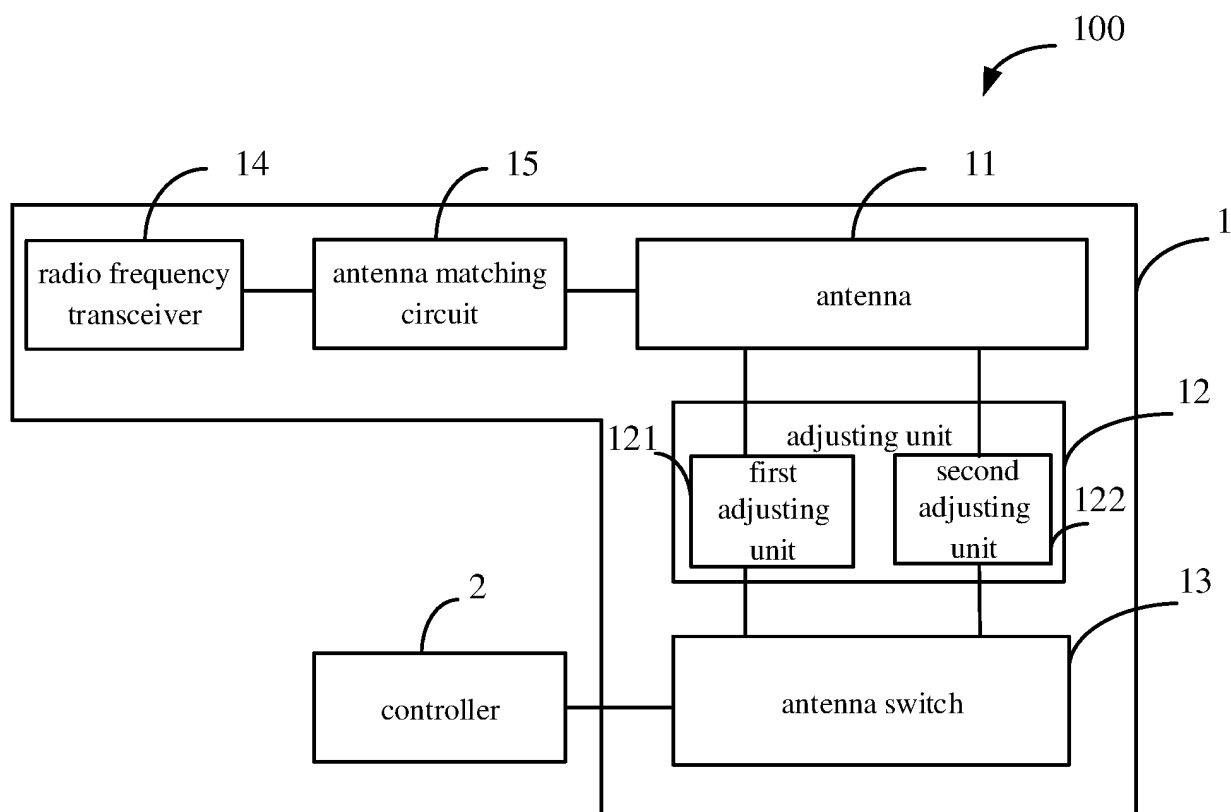 100
14
15
11
1
radio frequency
transceiver
antenna matching
circuit
antenna
12
121
adjusting unit
first
adjusting
unit
second
adjusting
unit
122
2
13
controller
antenna switch